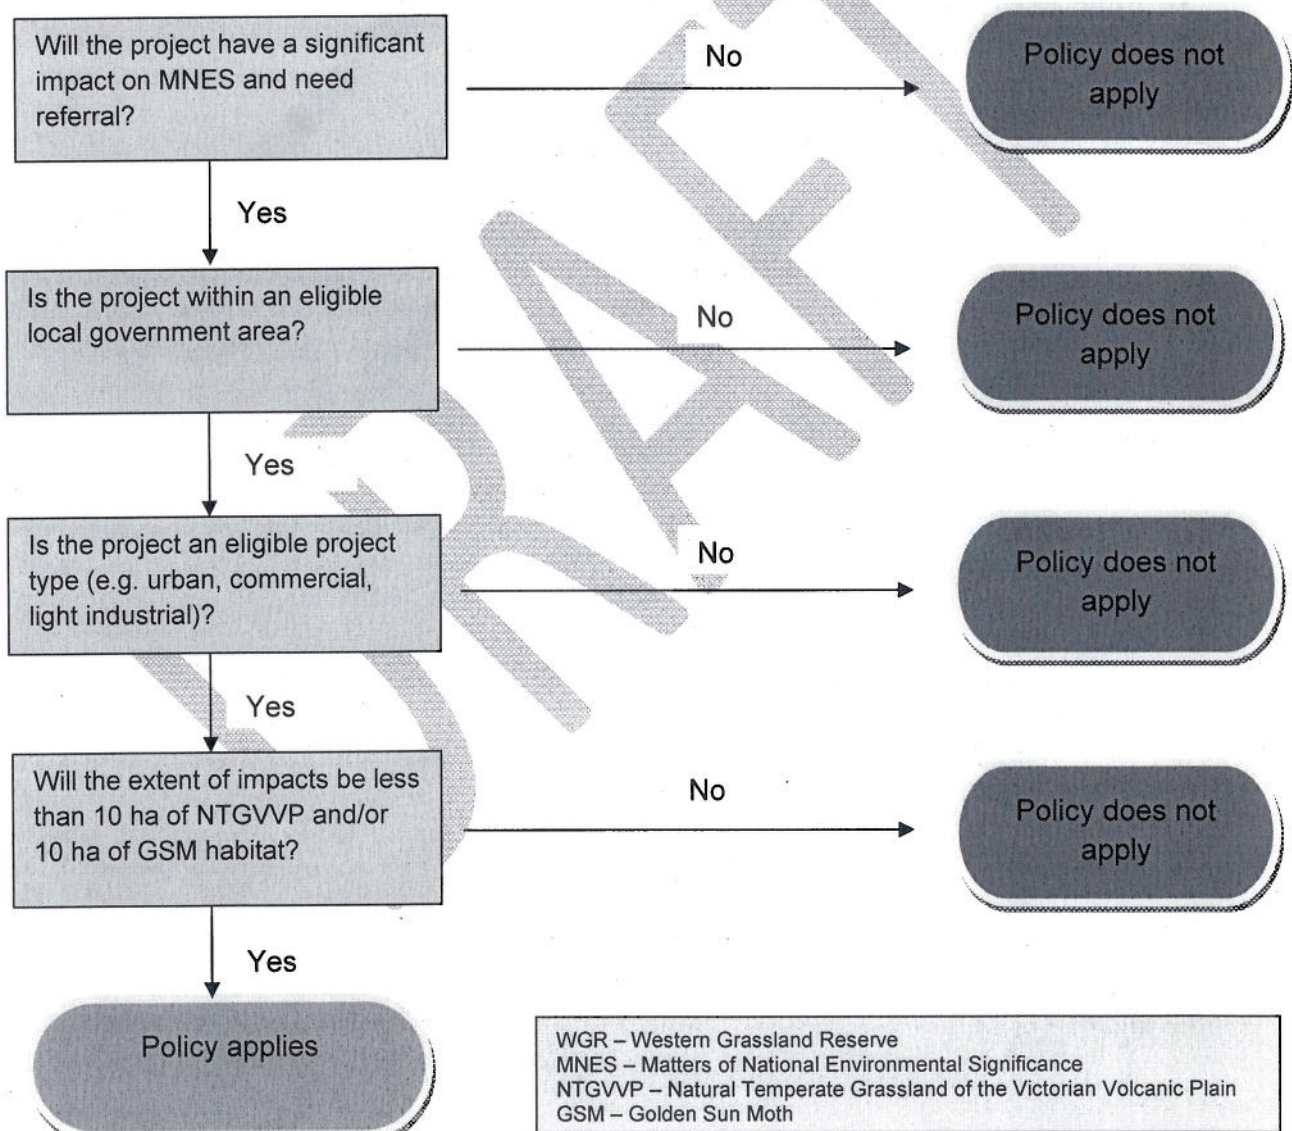 Will the project have a significant
impact on MNES and need
referral?
No
Policy does not
apply
Yes
Is the project within an eligible
local government area?
No
Policy does not
apply
Yes
Is the project an eligible project
type (e.g. urban, commercial,
light industrial)?
No
Policy does not
apply
Yes
Will the extent of impacts be less
than 10 ha of NTGVVP and/or
10 ha of GSM habitat?
No
Policy does not
apply
Yes
Policy applies
WGR – Western Grassland Reserve
MNES – Matters of National Environmental Significance
NTGVVP – Natural Temperate Grassland of the Victorian Volcanic Plain
GSM – Golden Sun Moth
DRAFT